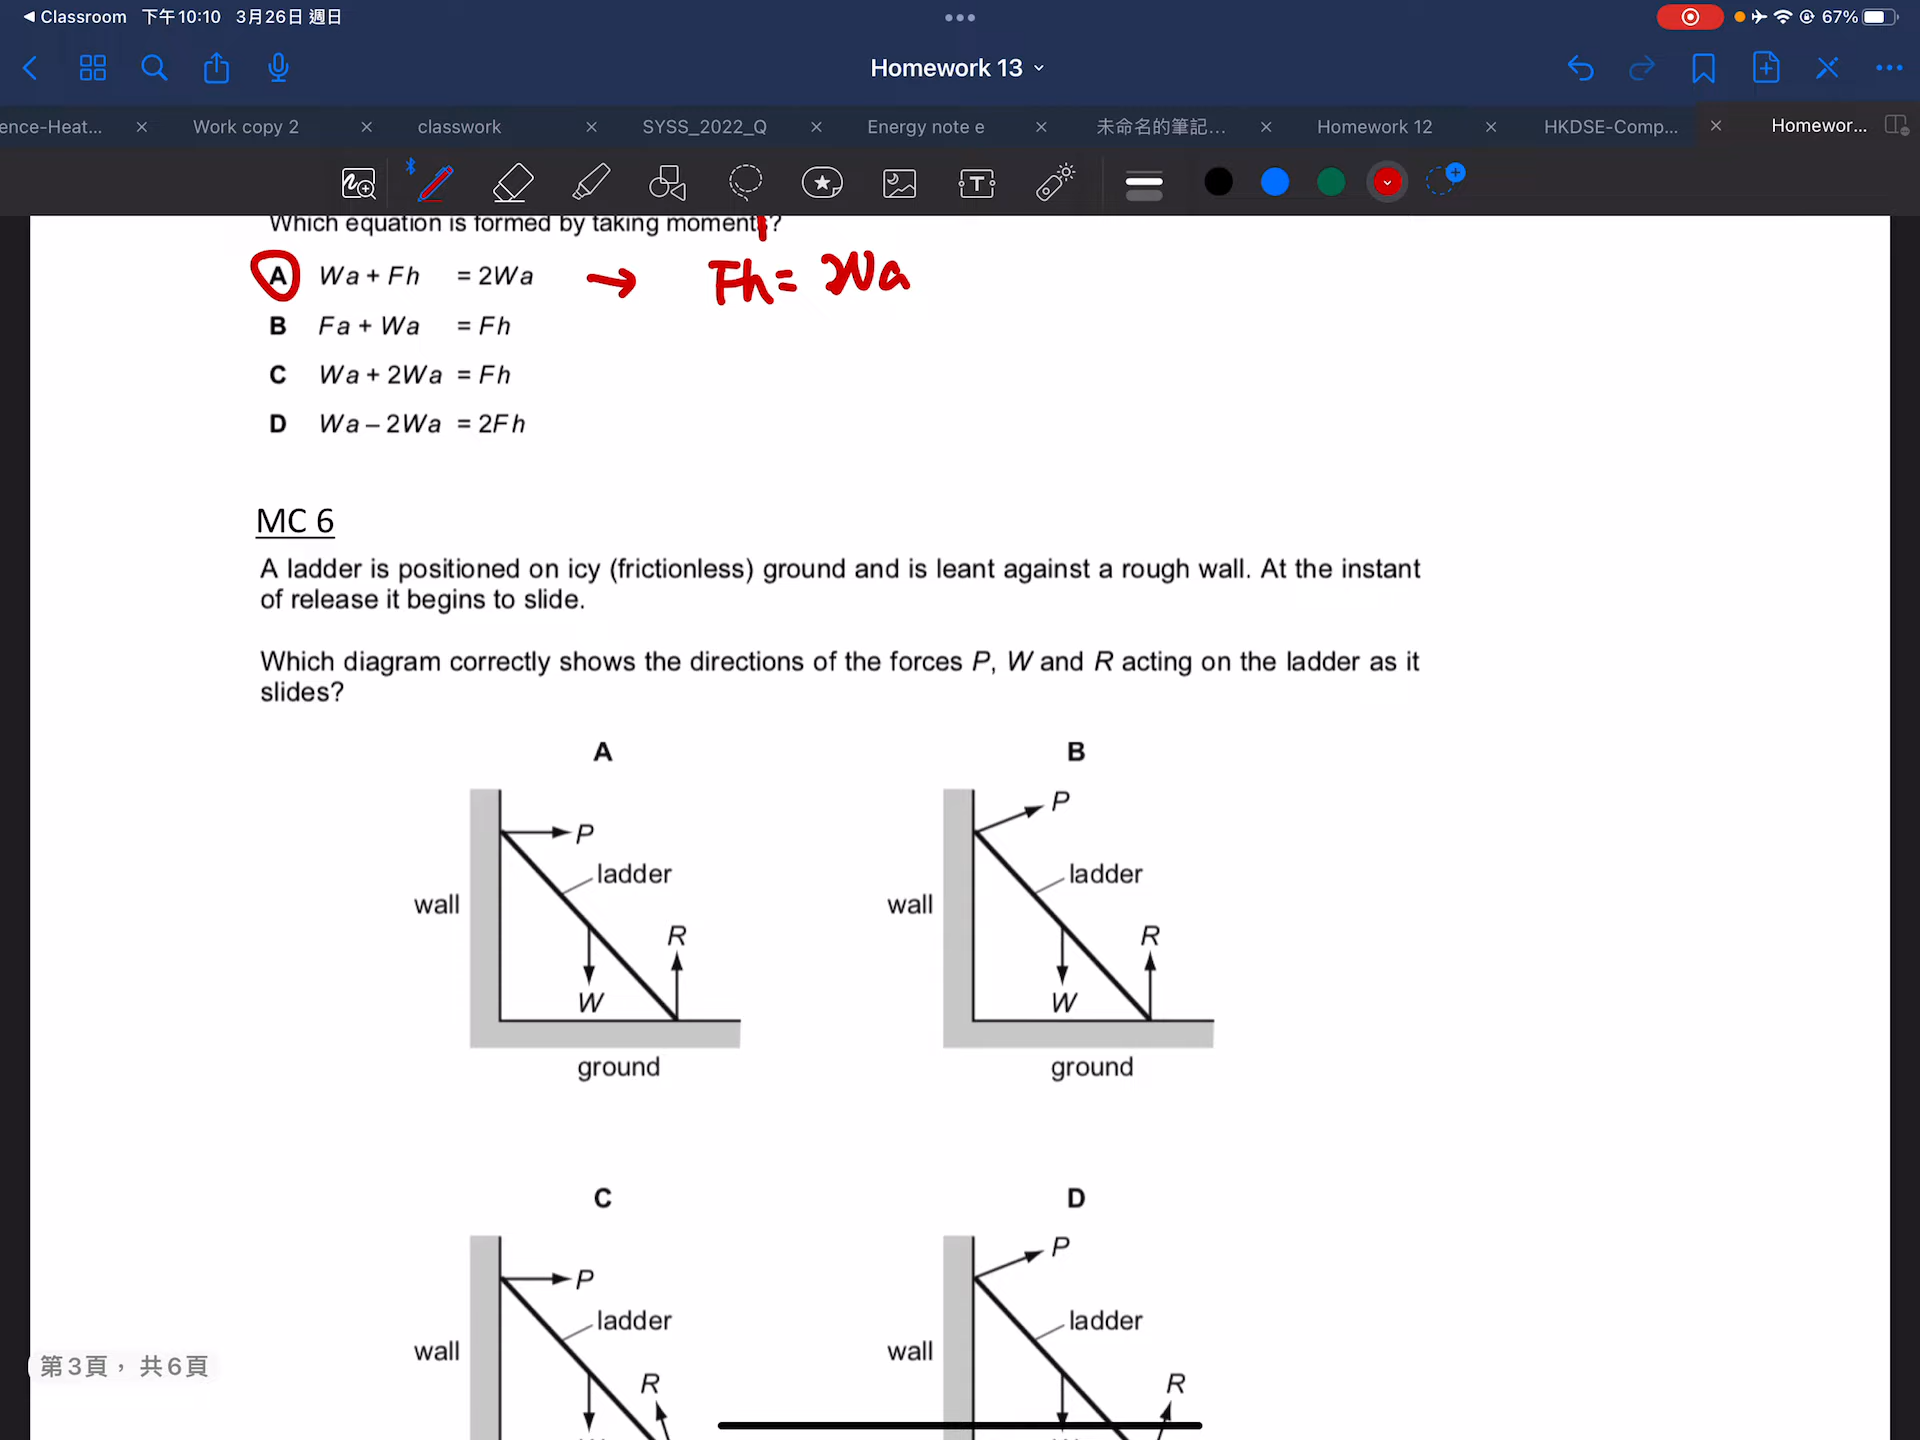 Classroom 下午10:10 3月26日 週日
67%
Homework 13
ence-Heat...
Work copy 2
classwork
SYSS_2022_Q
Energy note e
未命名的筆記...
Homework 12
HKDSE-Comp...
Homewor...
Which equation is formed by taking moments?
A Wa + Fh = 2Wa → Fh = Wa
B Fa + Wa = Fh
C Wa + 2Wa = Fh
D Wa – 2Wa = 2Fh
MC 6
A ladder is positioned on icy (frictionless) ground and is leant against a rough wall. At the instant
of release it begins to slide.
Which diagram correctly shows the directions of the forces P, W and R acting on the ladder as it
slides?
A
P
ladder
wall
R
W
ground
B
P
ladder
wall
R
W
ground
C
P
ladder
wall
R
D
P
ladder
wall
R
第3頁，共6頁